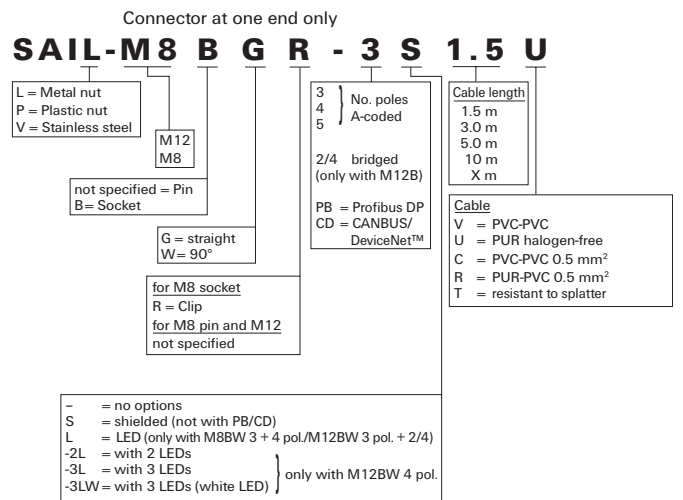 Connector at one end only
SAIL-M8 B G R - 3 S 1.5 U
L = Metal nut
P = Plastic nut
V = Stainless steel
M12
M8
not specified = Pin
B= Socket
G = straight
W= 90°
for M8 socket
R = Clip
for M8 pin and M12
not specified
3
4
5
} No. poles
A-coded
2/4 bridged
(only with M12B)
PB = Profibus DP
CD = CANBUS/
DeviceNet™
Cable length
1.5 m
3.0 m
5.0 m
10 m
X m
Cable
V = PVC-PVC
U = PUR halogen-free
C = PVC-PVC 0.5 mm²
R = PUR-PVC 0.5 mm²
T = resistant to splatter
– = no options
S = shielded (not with PB/CD)
L = LED (only with M8BW 3 + 4 pol./M12BW 3 pol. + 2/4)
-2L = with 2 LEDs
-3L = with 3 LEDs
-3LW = with 3 LEDs (white LED)
} only with M12BW 4 pol.